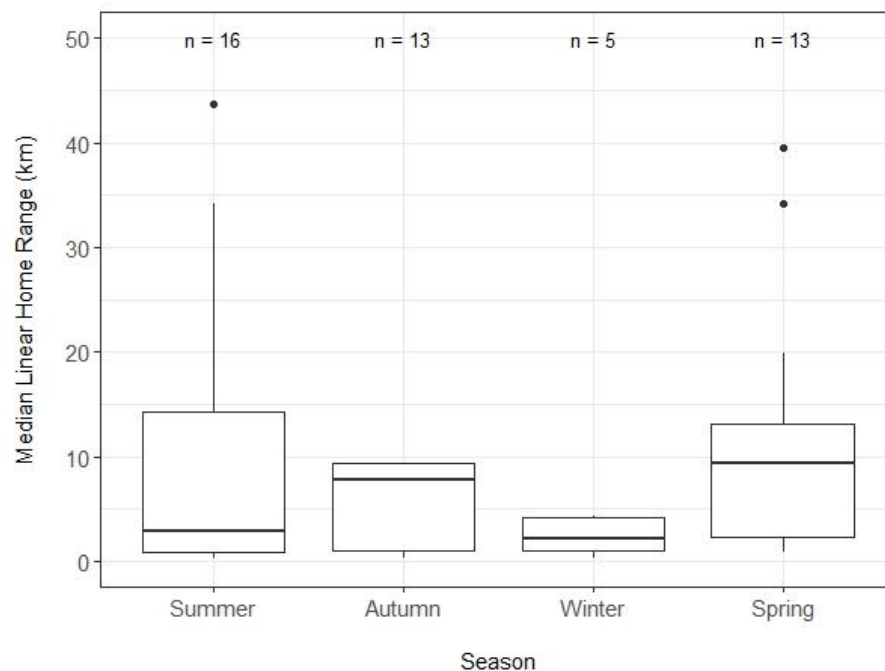 n = 16 n = 13 n = 5 n = 13
50
40
30
20
10
0
Median Linear Home Range (km)
Summer Autumn Winter Spring
Season